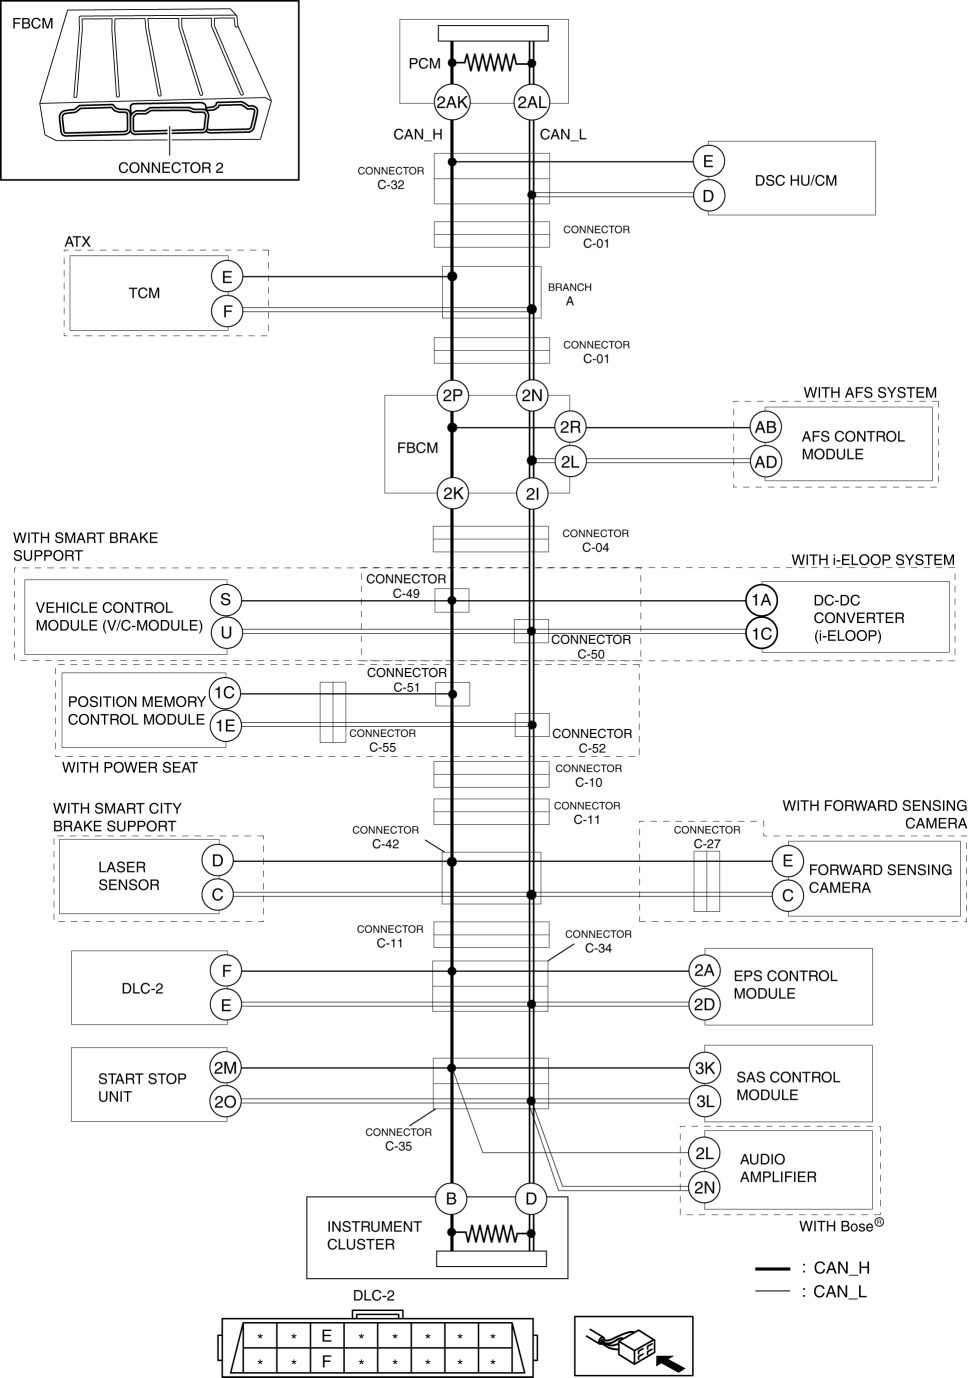 FBCM
CONNECTOR 2
PCM
2AK
2AL
CAN_H
CAN_L
CONNECTOR
C-32
E
D
DSC HU/CM
CONNECTOR
C-01
ATX
TCM
E
F
BRANCH
A
CONNECTOR
C-01
2P
2N
FBCM
2R
2L
2K
2I
WITH AFS SYSTEM
AB
AD
AFS CONTROL
MODULE
CONNECTOR
C-04
WITH SMART BRAKE
SUPPORT
VEHICLE CONTROL
MODULE (V/C-MODULE)
S
U
CONNECTOR
C-49
CONNECTOR
C-50
WITH i-ELOOP SYSTEM
1A
1C
DC-DC
CONVERTER
(i-ELOOP)
POSITION MEMORY
CONTROL MODULE
1C
1E
CONNECTOR
C-51
CONNECTOR
C-55
CONNECTOR
C-52
WITH POWER SEAT
CONNECTOR
C-10
CONNECTOR
C-11
WITH SMART CITY
BRAKE SUPPORT
LASER
SENSOR
D
C
CONNECTOR
C-42
WITH FORWARD SENSING
CAMERA
CONNECTOR
C-27
E
C
FORWARD SENSING
CAMERA
CONNECTOR
C-11
CONNECTOR
C-34
DLC-2
F
E
2A
2D
EPS CONTROL
MODULE
START STOP
UNIT
2M
2O
3K
3L
SAS CONTROL
MODULE
CONNECTOR
C-35
2L
2N
AUDIO
AMPLIFIER
WITH Bose®
B
D
INSTRUMENT
CLUSTER
: CAN_H
: CAN_L
DLC-2
* * E * * * * *
* * F * * * * *